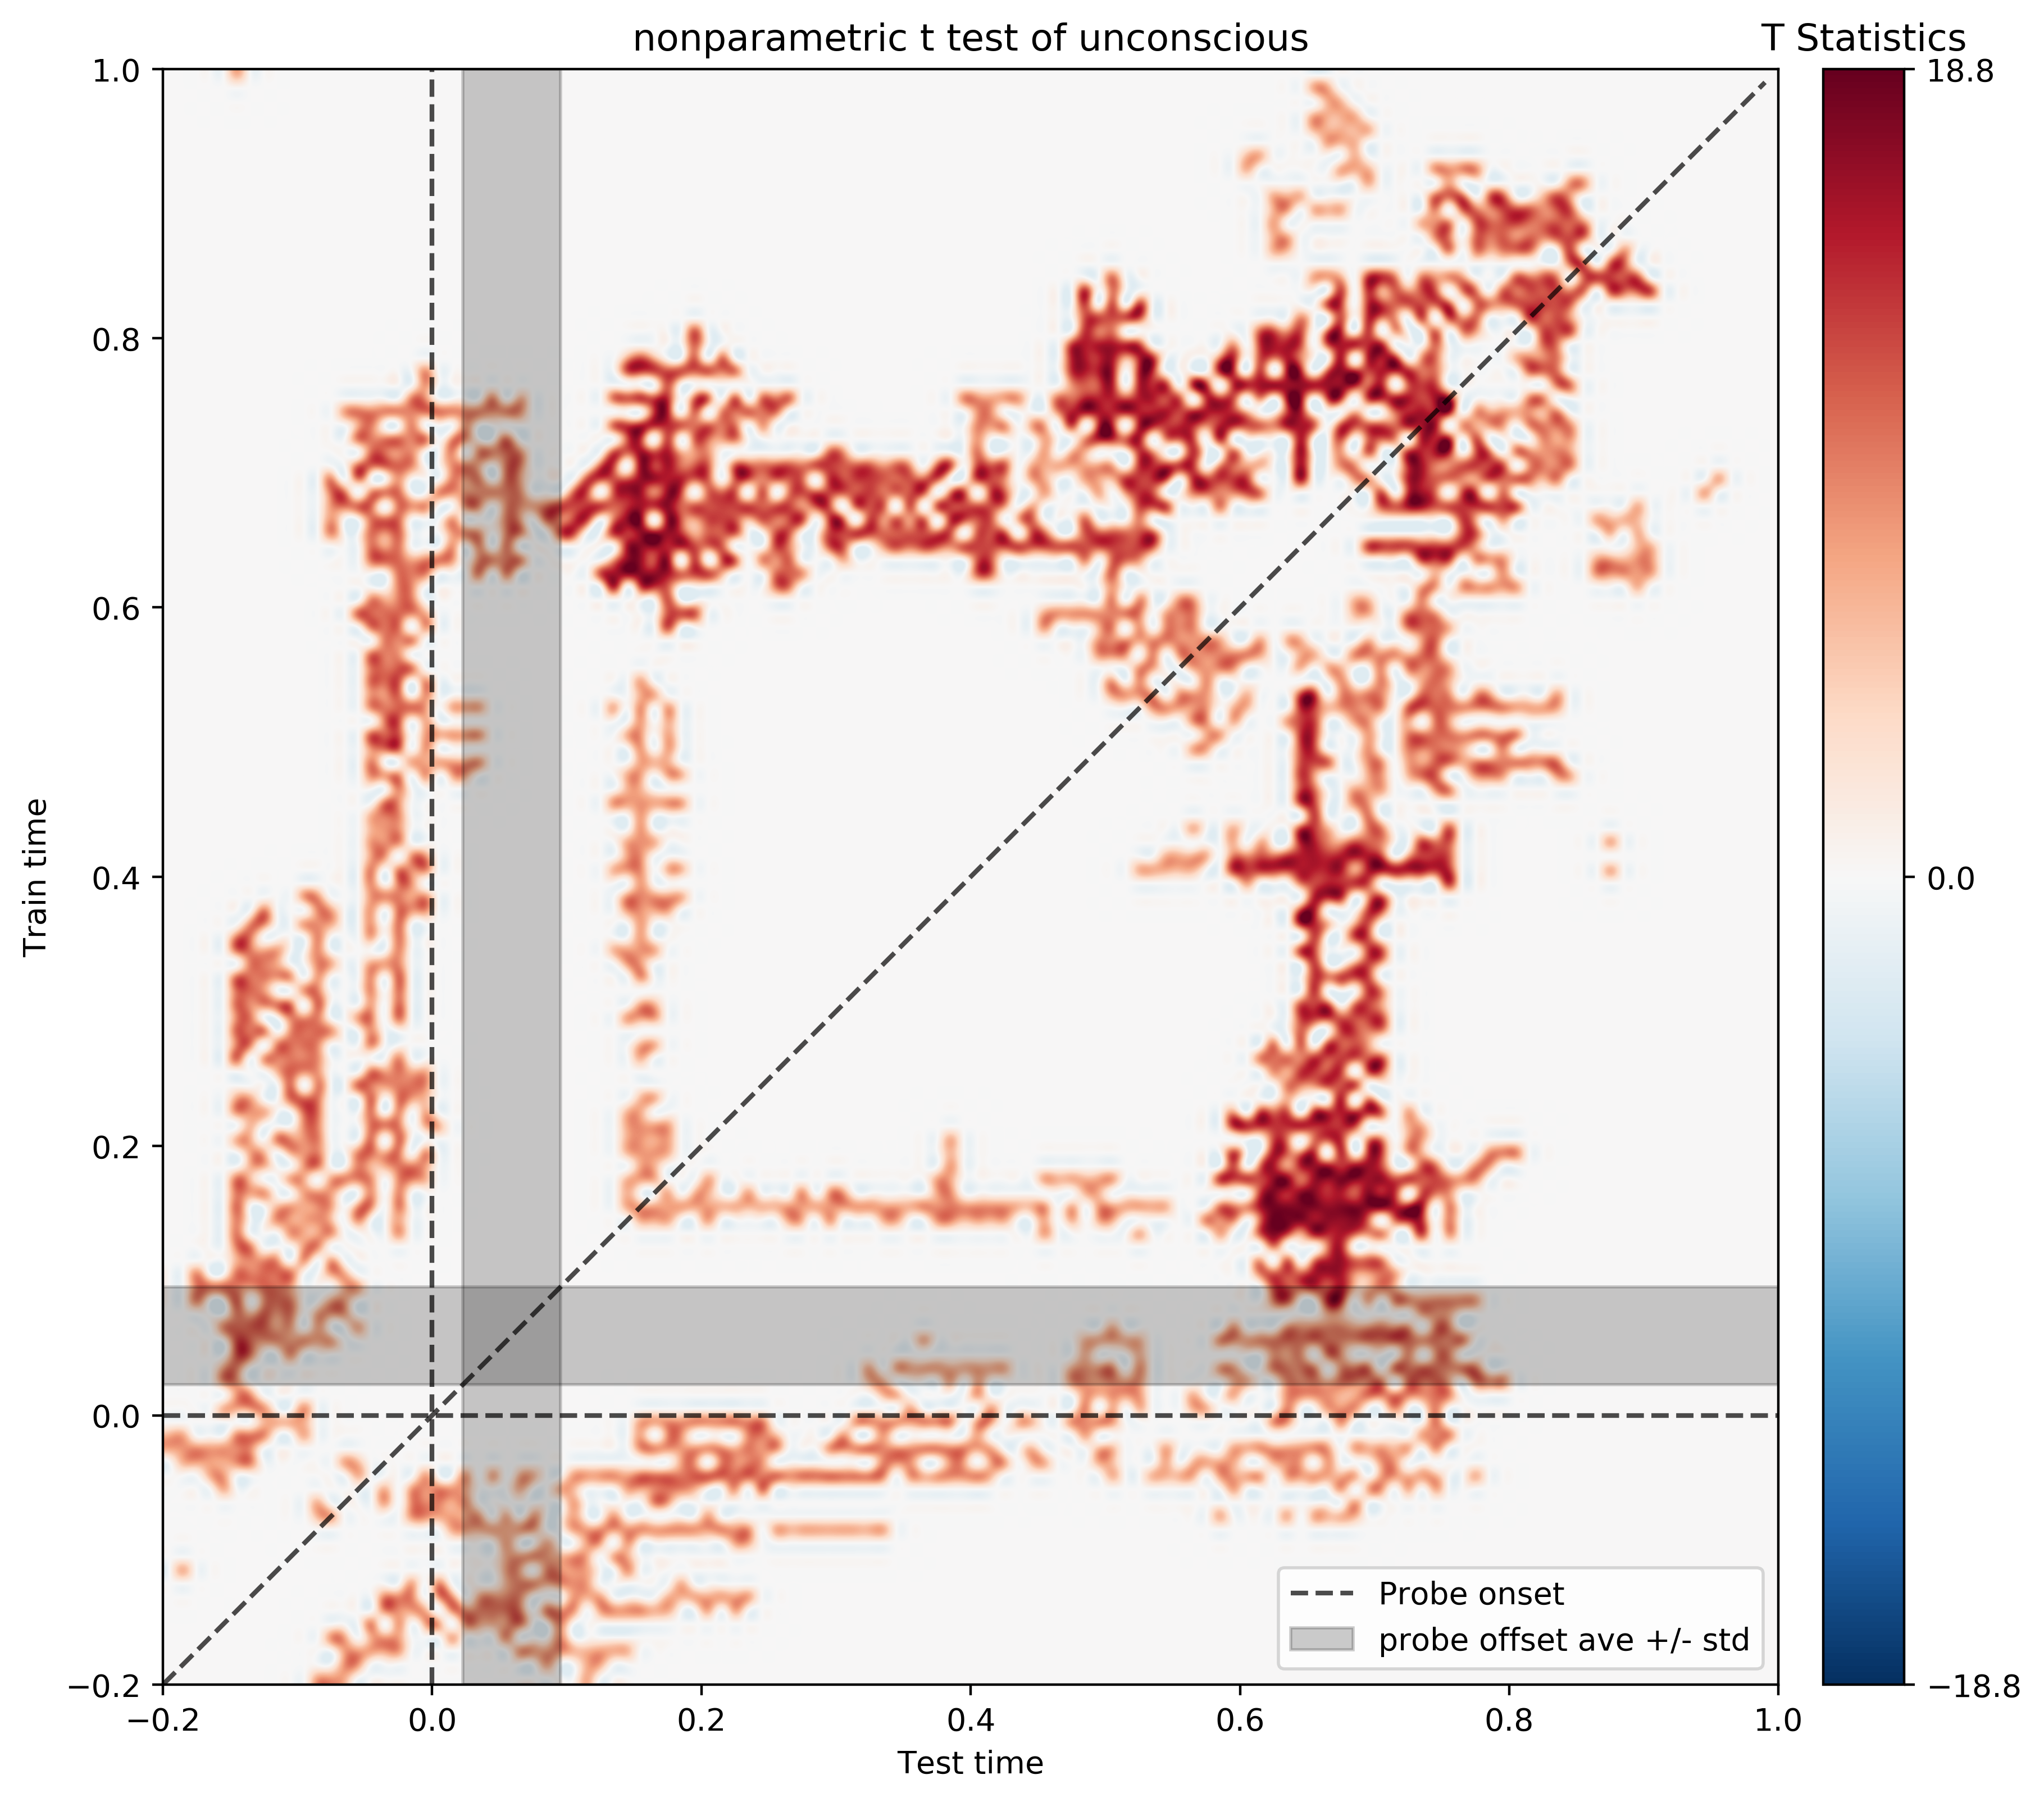 nonparametric t test of unconscious
T Statistics
18.8
0.0
−18.8
1.0
0.8
0.6
0.4
0.2
0.0
−0.2
Train time
−0.2 0.0 0.2 0.4 0.6 0.8 1.0
Test time
Probe onset
probe offset ave +/- std